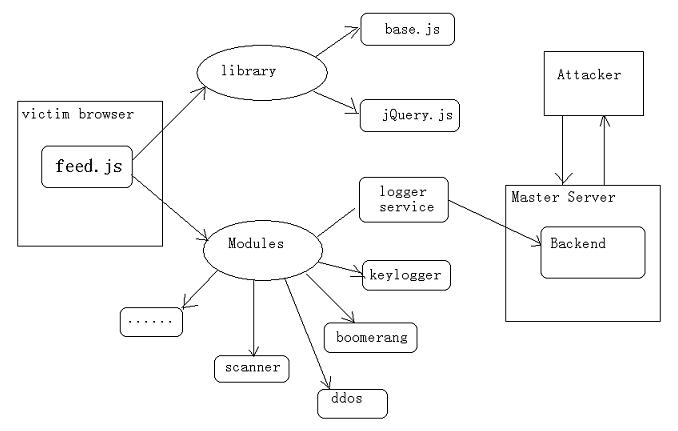 base.js
library
Attacker
victim browser
jQuery.js
feed.js
logger
service
Master Server
Modules
Backend
keylogger
......
boomerang
scanner
ddos